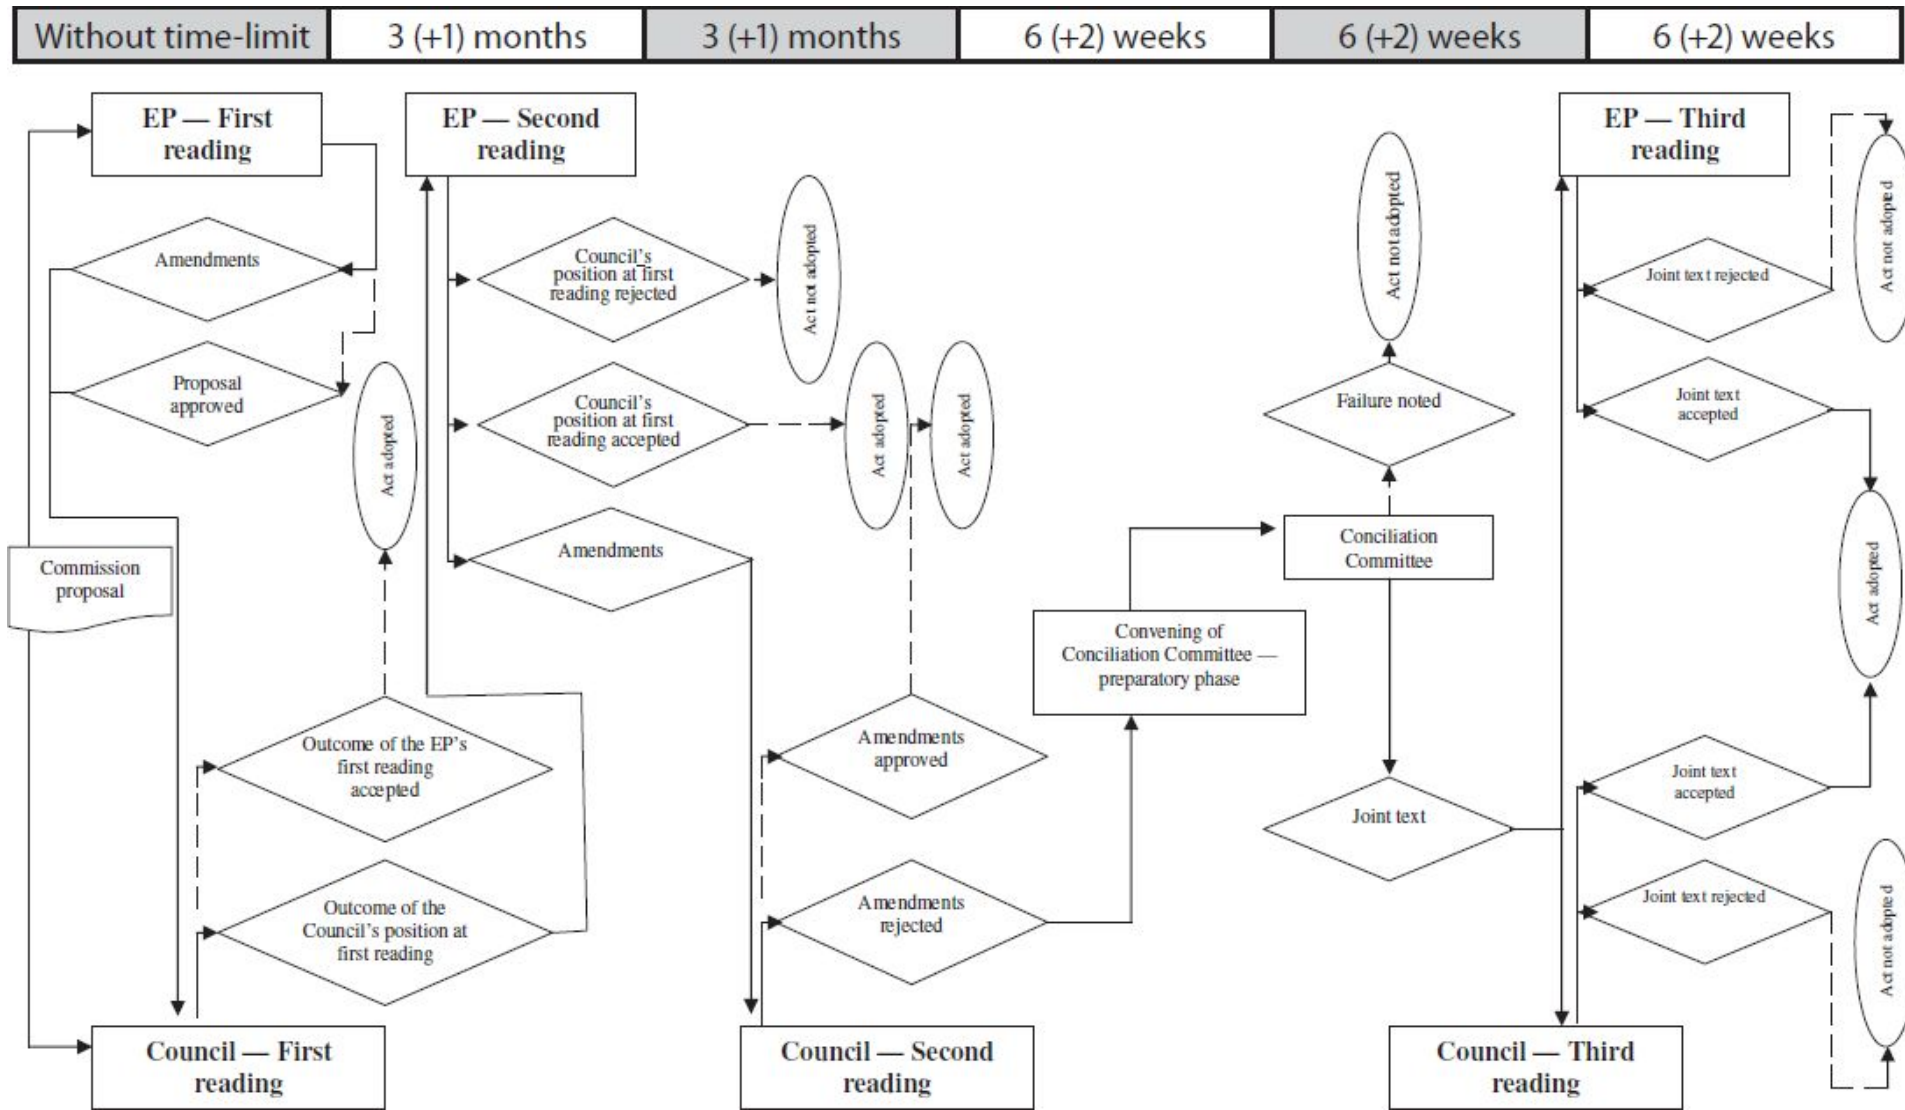 Without time-limit
3 (+1) months
3 (+1) months
6 (+2) weeks
6 (+2) weeks
6 (+2) weeks
EP — First
reading
Amendments
Proposal
approved
Act adopted
Commission
proposal
Outcome of the EP's
first reading
accepted
Outcome of the
Council's position at
first reading
Council — First
reading
EP — Second
reading
Council's
position at first
reading rejected
Act not adopted
Council's
position at first
reading accepted
Act adopted
Act adopted
Amendments
Amendments
approved
Amendments
rejected
Council — Second
reading
Convening of
Conciliation Committee —
preparatory phase
Act not adopted
Failure noted
Conciliation
Committee
Joint text
EP — Third
reading
Joint text rejected
Act not adopted
Joint text
accepted
Act adopted
Joint text
accepted
Joint text rejected
Act not adopted
Council — Third
reading